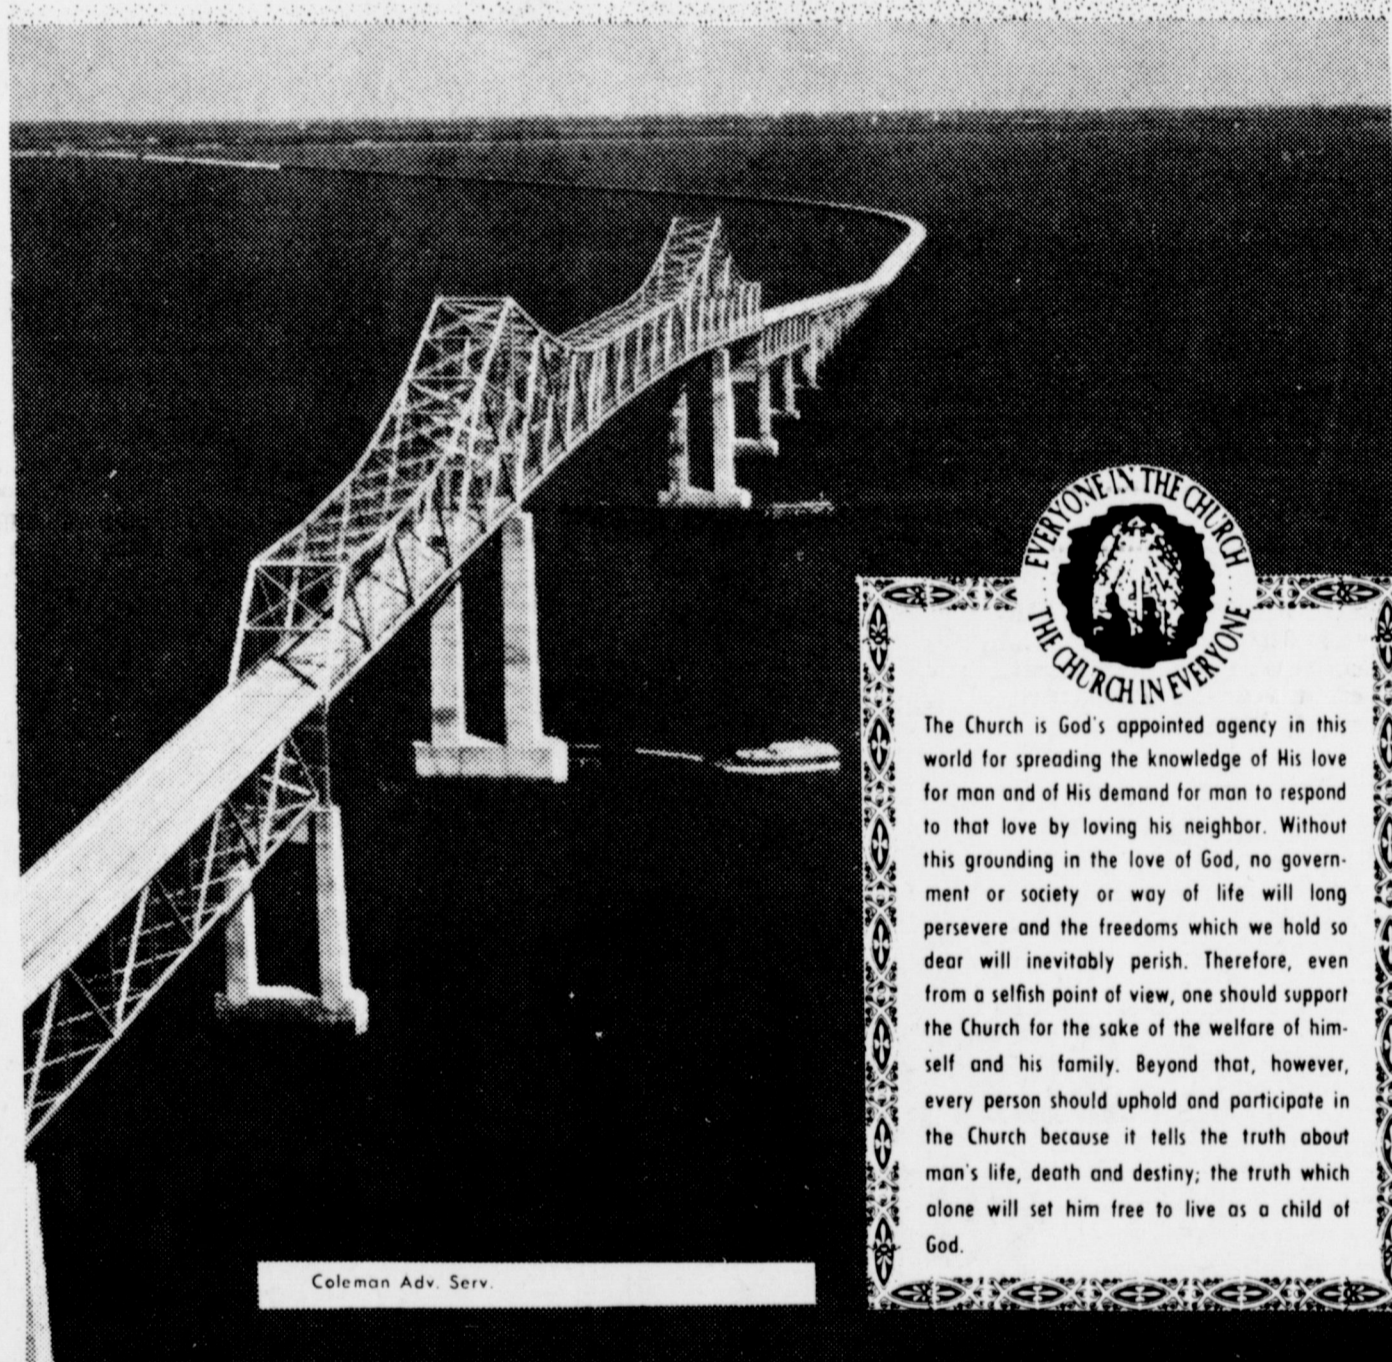 EVERYONE IN THE CHURCH
THE CHURCH IN EVERYONE
The Church is God's appointed agency in this
world for spreading the knowledge of His love
for man and of His demand for man to respond
to that love by loving his neighbor. Without
this grounding in the love of God, no govern-
ment or society or way of life will long
persevere and the freedoms which we hold so
dear will inevitably perish. Therefore, even
from a selfish point of view, one should support
the Church for the sake of the welfare of him-
self and his family. Beyond that, however,
every person should uphold and participate in
the Church because it tells the truth about
man's life, death and destiny; the truth which
alone will set him free to live as a child of
God.
Coleman Adv. Serv.